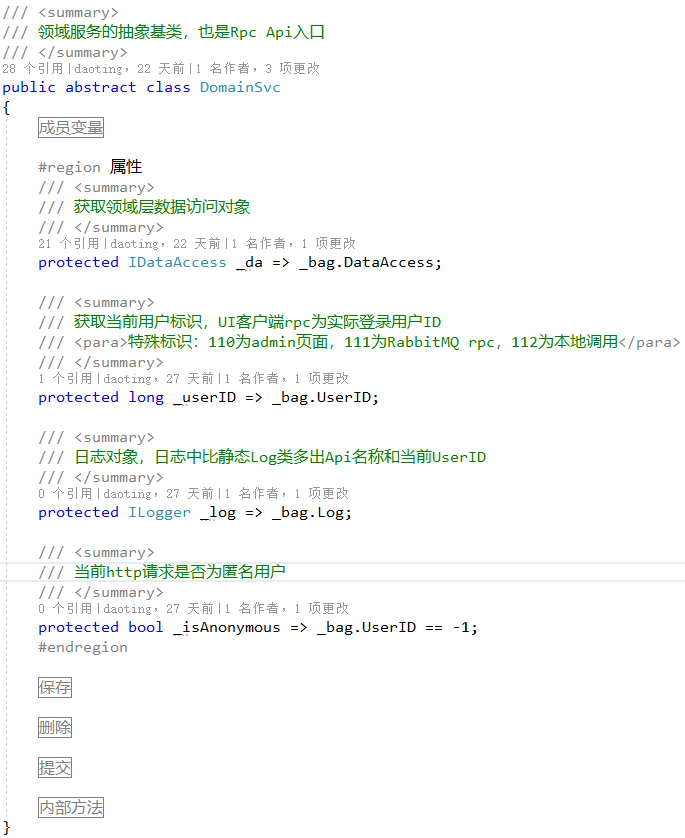 /// <summary>
/// 领域服务的抽象基类，也是Rpc Api入口
/// </summary>
28 个引用|daoting，22 天前|1 名作者，3 项更改
public abstract class DomainSvc
{
成员变量
#region 属性
/// <summary>
/// 获取领域层数据访问对象
/// </summary>
21 个引用|daoting，22 天前|1 名作者，1 项更改
protected IDataAccess _da => _bag.DataAccess;
/// <summary>
/// 获取当前用户标识，UI客户端rpc为实际登录用户ID
/// <para>特殊标识：110为admin页面，111为RabbitMQ rpc，112为本地调用</para>
/// </summary>
1 个引用|daoting，27 天前|1 名作者，1 项更改
protected long _userID => _bag.UserID;
/// <summary>
/// 日志对象，日志中比静态Log类多出Api名称和当前UserID
/// </summary>
0 个引用|daoting，27 天前|1 名作者，1 项更改
protected ILogger _log => _bag.Log;
/// <summary>
/// 当前http请求是否为匿名用户
/// </summary>
0 个引用|daoting，27 天前|1 名作者，1 项更改
protected bool _isAnonymous => _bag.UserID == -1;
#endregion
保存
删除
提交
内部方法
}